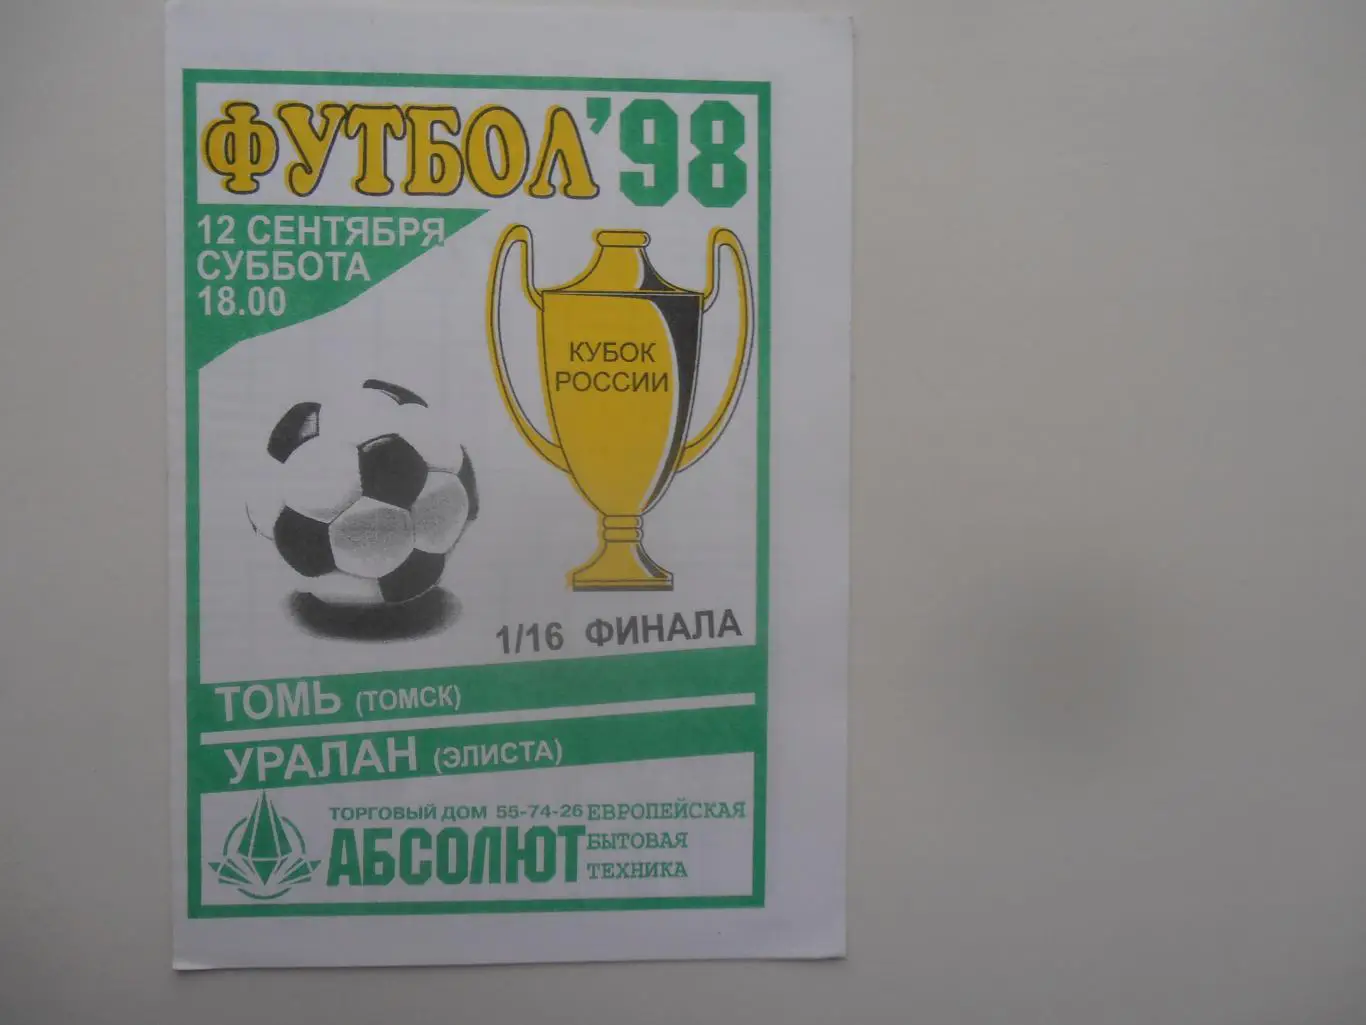 ФУТБОЛ'98
12 СЕНТЯБРЯ
СУББОТА
18.00
КУБОК
РОССИИ
1/16 ФИНАЛА
ТОМЬ (ТОМСК)
УРАЛАН (ЭЛИСТА)
ТОРГОВЫЙ ДОМ 55-74-26
АБСОЛЮТ
ЕВРОПЕЙСКАЯ
БЫТОВАЯ
ТЕХНИКА